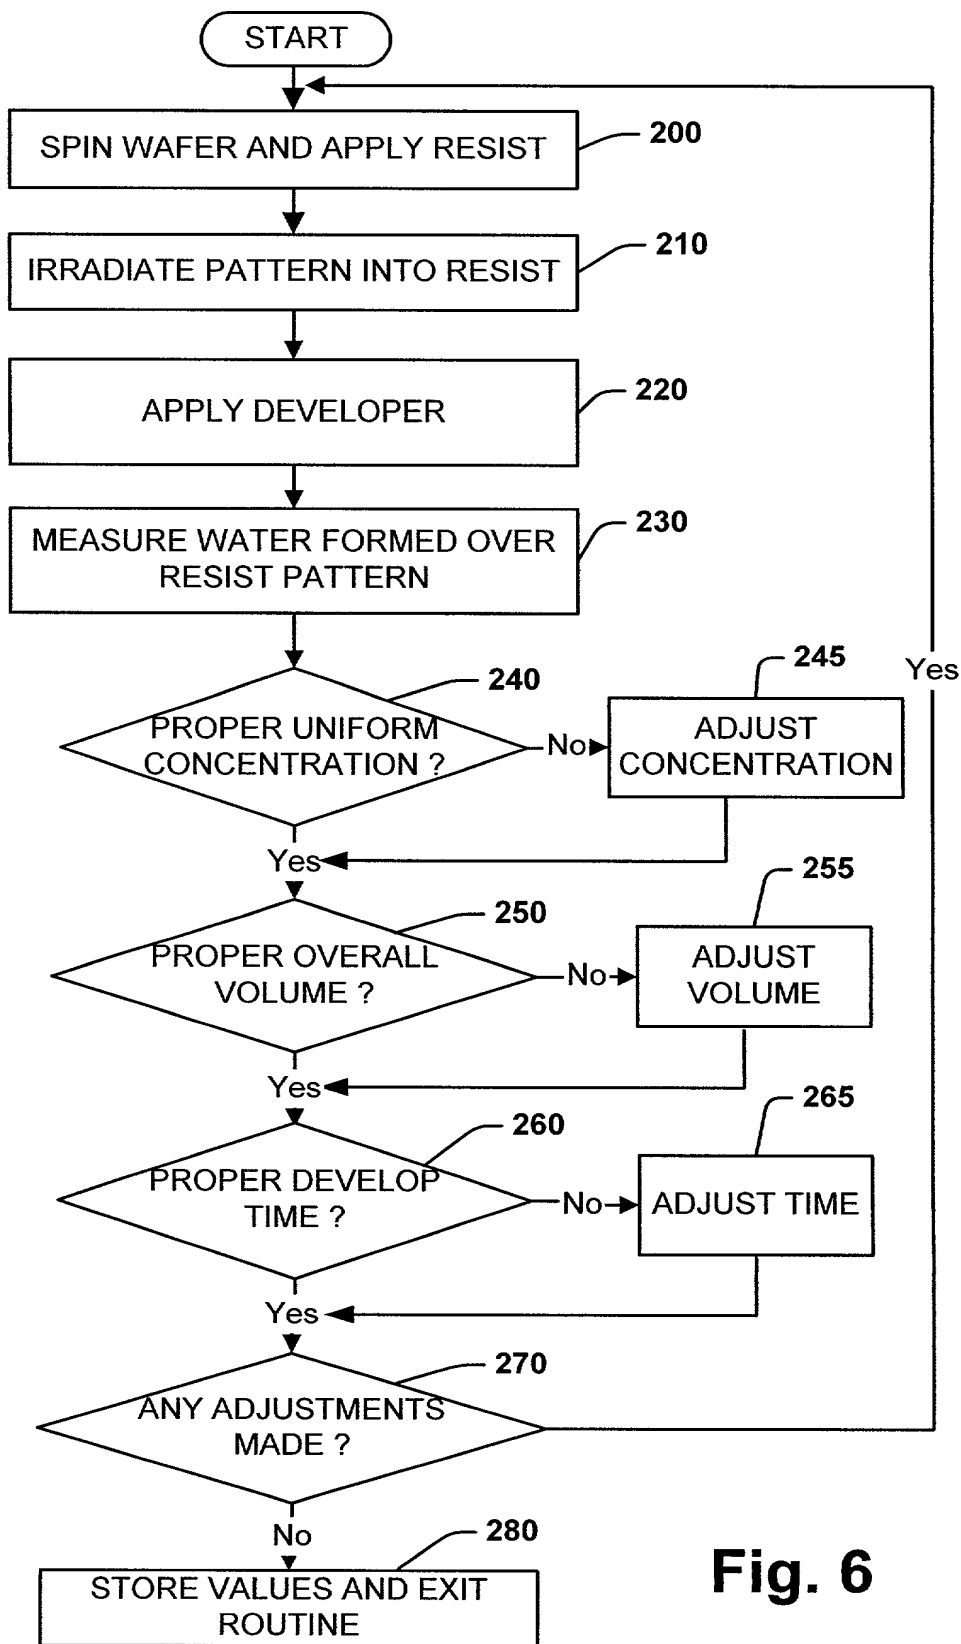 START
SPIN WAFER AND APPLY RESIST
200
IRRADIATE PATTERN INTO RESIST
210
APPLY DEVELOPER
220
MEASURE WATER FORMED OVER
RESIST PATTERN
230
PROPER UNIFORM
CONCENTRATION ?
240
No
ADJUST
CONCENTRATION
245
Yes
Yes
PROPER OVERALL
VOLUME ?
250
No
ADJUST
VOLUME
255
Yes
PROPER DEVELOP
TIME ?
260
No
ADJUST TIME
265
Yes
ANY ADJUSTMENTS
MADE ?
270
No
STORE VALUES AND EXIT
ROUTINE
280
Fig. 6